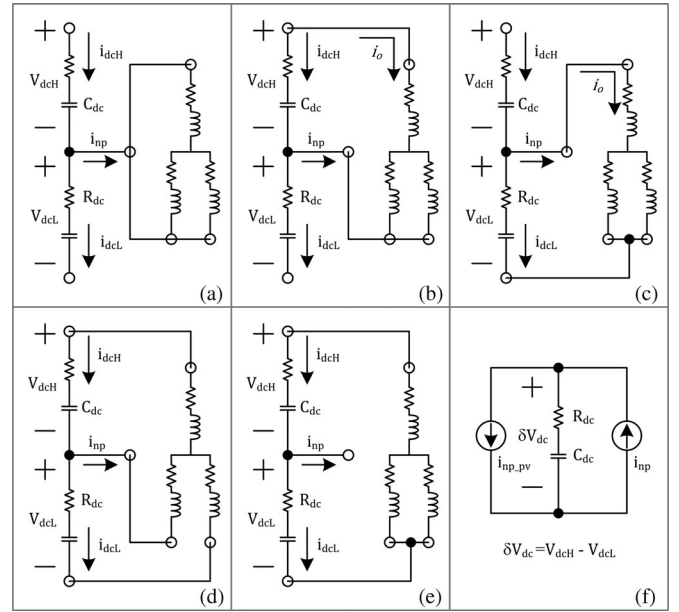 + i_dcH
V_dcH
C_dc
−
i_np
+
R_dc
V_dcL
i_dcL
−
(a)
+ i_dcH i_o
V_dcH
C_dc
−
i_np
+
R_dc
V_dcL
i_dcL
−
(b)
+ i_dcH
V_dcH i_o
C_dc
−
i_np
+
R_dc
V_dcL
i_dcL
−
(c)
+
i_dcH
V_dcH
C_dc
−
i_np
+
R_dc
V_dcL
i_dcL
−
(d)
+
i_dcH
V_dcH
C_dc
−
i_np
+
R_dc
V_dcL
i_dcL
−
(e)
+
R_dc
δV_dc
C_dc
i_np_pv i_np
−
δV_dc=V_dcH - V_dcL
(f)